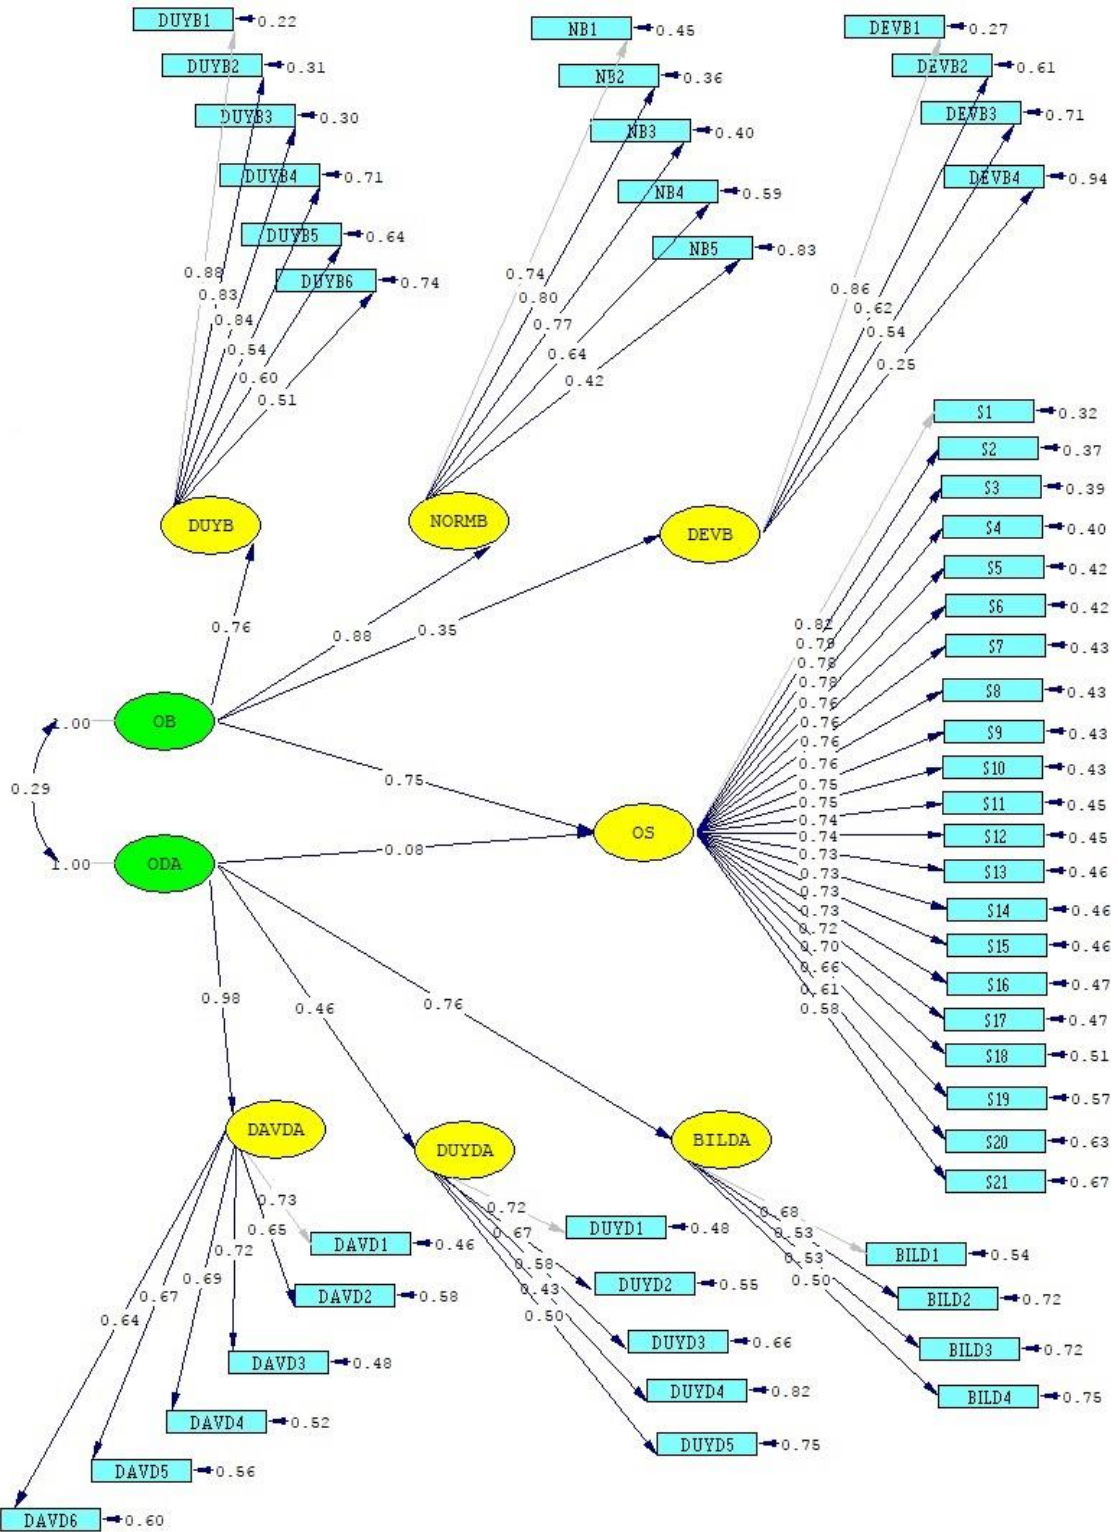 DUYB1 0.22
DUYB2 0.31
DUYB3 0.30
DUYB4 0.71
DUYB5 0.64
DUYB6 0.74
NB1 0.45
NB2 0.36
NB3 0.40
NB4 0.59
NB5 0.83
DEVB1 0.27
DEVB2 0.61
DEVB3 0.71
DEVB4 0.94
0.88
0.83
0.84
0.54
0.60
0.51
0.74
0.80
0.77
0.64
0.42
0.86
0.62
0.54
0.25
DUYB
NORMB
DEVB
0.76
0.88
0.35
1.00
OB
0.29
0.75
1.00
ODA
0.08
OS
0.82
0.79
0.78
0.78
0.76
0.76
0.76
0.76
0.75
0.75
0.74
0.74
0.73
0.73
0.73
0.73
0.72
0.70
0.66
0.61
0.58
S1 0.32
S2 0.37
S3 0.39
S4 0.40
S5 0.42
S6 0.42
S7 0.43
S8 0.43
S9 0.43
S10 0.43
S11 0.45
S12 0.45
S13 0.46
S14 0.46
S15 0.46
S16 0.47
S17 0.47
S18 0.51
S19 0.57
S20 0.63
S21 0.67
0.98
0.46
0.76
DAVDA
DUYDA
BILDA
0.73
0.65
0.72
0.69
0.67
0.64
DAVD1 0.46
DAVD2 0.58
DAVD3 0.48
DAVD4 0.52
DAVD5 0.56
DAVD6 0.60
0.72
0.67
0.58
0.43
0.50
DUYD1 0.48
DUYD2 0.55
DUYD3 0.66
DUYD4 0.82
DUYD5 0.75
0.68
0.53
0.53
0.50
BILD1 0.54
BILD2 0.72
BILD3 0.72
BILD4 0.75